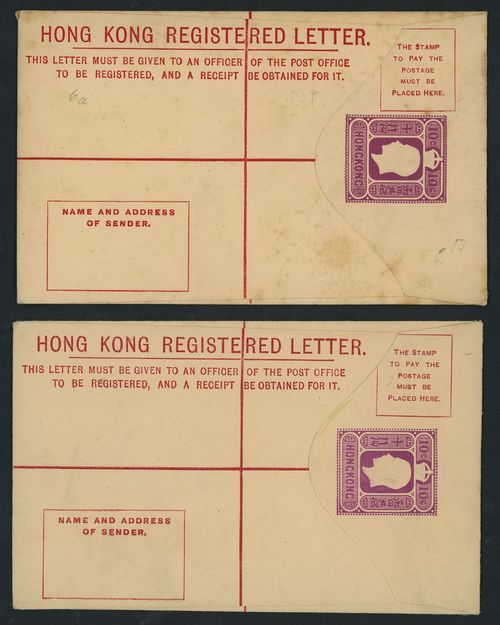 HONG KONG REGISTERED LETTER.
THIS LETTER MUST BE GIVEN TO AN OFFICER OF THE POST OFFICE
TO BE REGISTERED, AND A RECEIPT BE OBTAINED FOR IT.
THE STAMP
TO PAY THE
POSTAGE
MUST BE
PLACED HERE.
6a
HONGKONG
10c 10c
NAME AND ADDRESS
OF SENDER.
HONG KONG REGISTERED LETTER.
THIS LETTER MUST BE GIVEN TO AN OFFICER OF THE POST OFFICE
TO BE REGISTERED, AND A RECEIPT BE OBTAINED FOR IT.
THE STAMP
TO PAY THE
POSTAGE
MUST BE
PLACED HERE.
HONGKONG
10c 10c
NAME AND ADDRESS
OF SENDER,